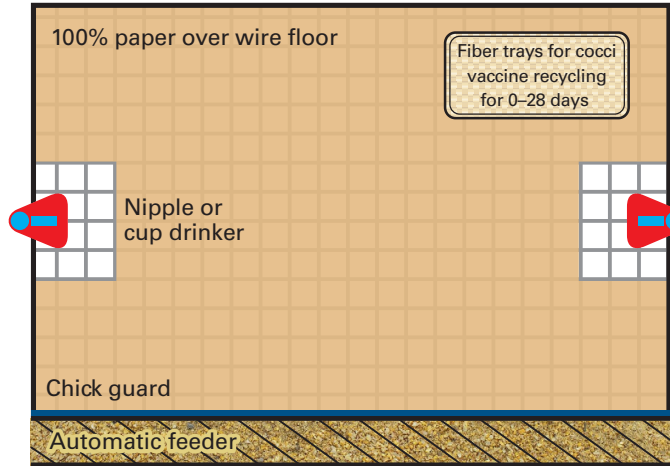 100% paper over wire floor
Fiber trays for cocci
vaccine recycling
for 0–28 days
Nipple or
cup drinker
Chick guard
Automatic feeder